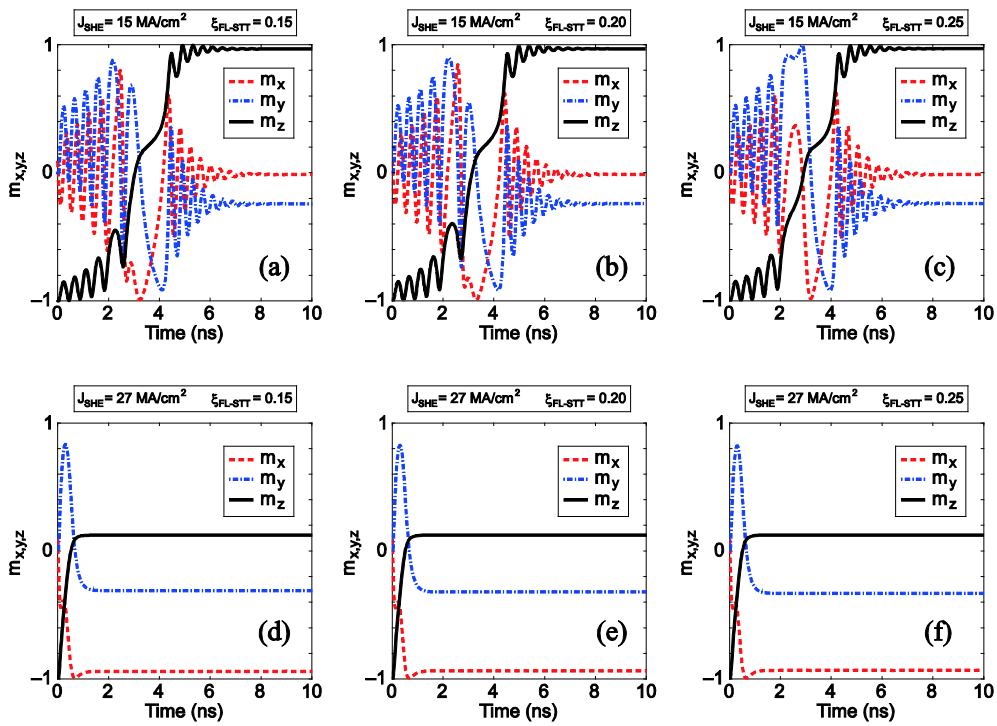 J_SHE = 15 MA/cm² ξ_FL-STT = 0.15
1
0
−1
m_x,y,z
m_x
m_y
m_z
(a)
0 2 4 6 8 10
Time (ns)
J_SHE = 15 MA/cm² ξ_FL-STT = 0.20
1
0
−1
m_x,y,z
m_x
m_y
m_z
(b)
0 2 4 6 8 10
Time (ns)
J_SHE = 15 MA/cm² ξ_FL-STT = 0.25
1
0
−1
m_x,y,z
m_x
m_y
m_z
(c)
0 2 4 6 8 10
Time (ns)
J_SHE = 27 MA/cm² ξ_FL-STT = 0.15
1
0
−1
m_x,y,z
m_x
m_y
m_z
(d)
0 2 4 6 8 10
Time (ns)
J_SHE = 27 MA/cm² ξ_FL-STT = 0.20
1
0
−1
m_x,y,z
m_x
m_y
m_z
(e)
0 2 4 6 8 10
Time (ns)
J_SHE = 27 MA/cm² ξ_FL-STT = 0.25
1
0
−1
m_x,y,z
m_x
m_y
m_z
(f)
0 2 4 6 8 10
Time (ns)